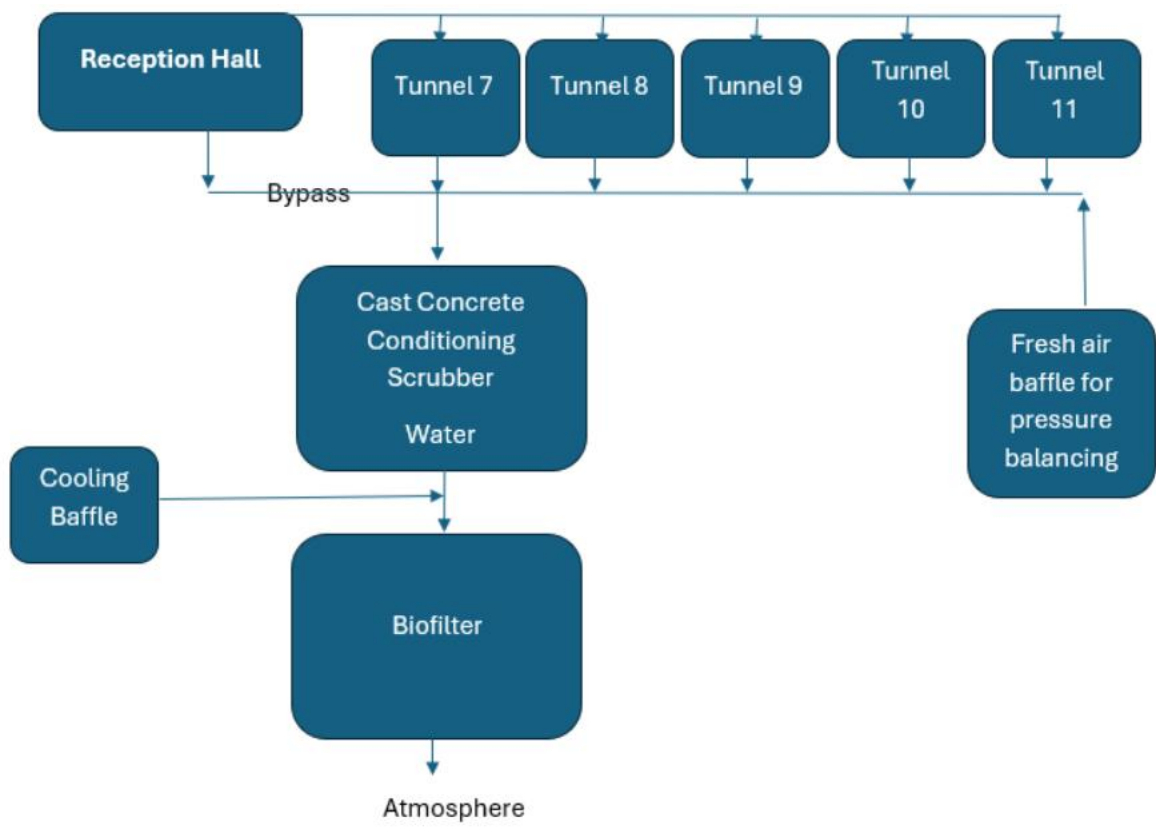 Reception Hall
Tunnel 7
Tunnel 8
Tunnel 9
Tunnel
10
Tunnel
11
Bypass
Cast Concrete
Conditioning
Scrubber
Water
Fresh air
baffle for
pressure
balancing
Cooling
Baffle
Biofilter
Atmosphere